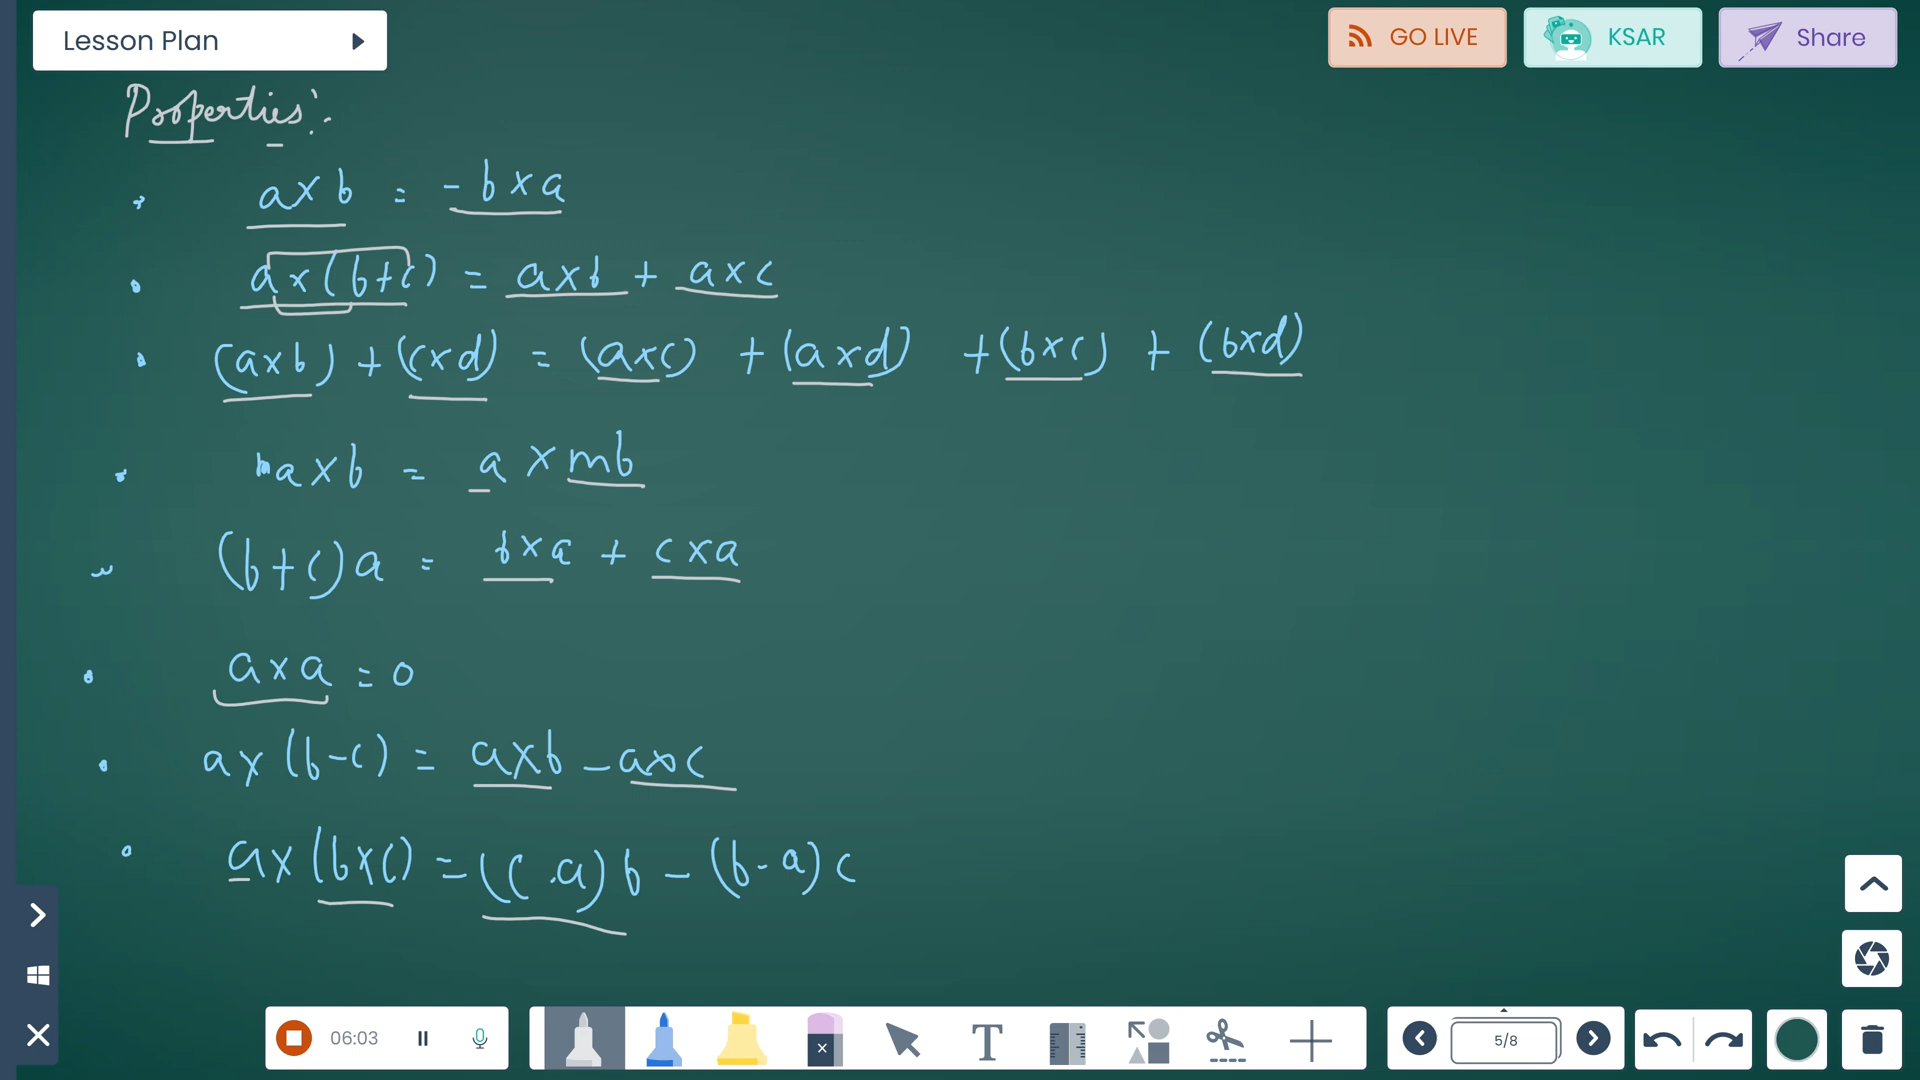 Lesson Plan
GO LIVE
KSAR
Share
Properties:-
a × b = - b × a
a × (b + c) = a × b + a × c
(a × b) + (c × d) = (a × c) + (a × d) + (b × c) + (b × d)
ma × b = a × mb
(b + c) a = b × a + c × a
a × a = 0
a × (b - c) = a × b - a × c
a × (b × c) = (c . a) b - (b - a) c
06:03
T
5/8